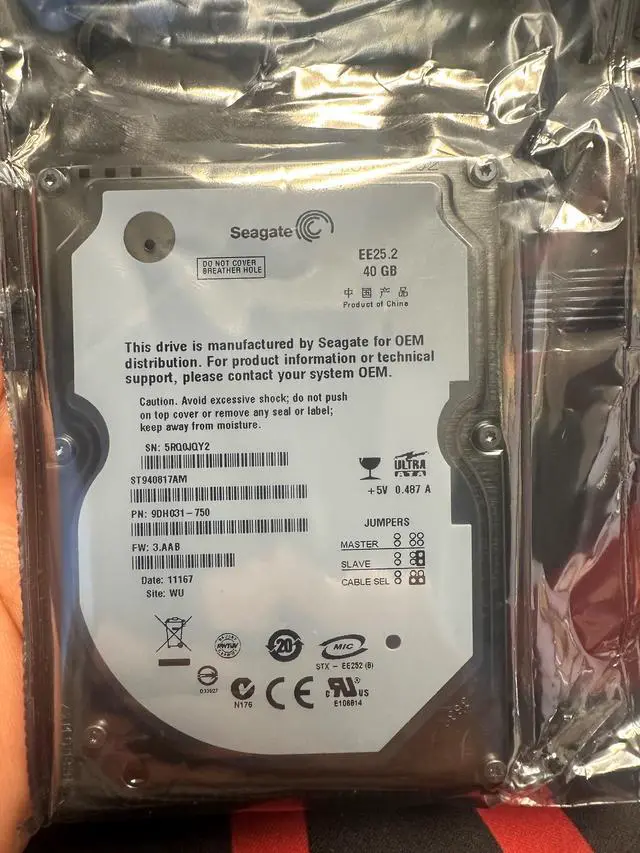 Seagate
DO NOT COVER
BREATHER HOLE
EE25.2
40 GB
中国产品
Product of China
This drive is manufactured by Seagate for OEM
distribution. For product information or technical
support, please contact your system OEM.
Caution. Avoid excessive shock; do not push
on top cover or remove any seal or label;
keep away from moisture.
SN: 5RQ0JQY2
ST940817AM
PN: 9DH031-750
FW: 3.AAB
Date: 11167
Site: WU
ULTRA
ATA
+5V 0.487 A
JUMPERS
MASTER
SLAVE
CABLE SEL
20
MIC
STX - EE252 (B)
D33027
N176
CE
C RU US
E108014